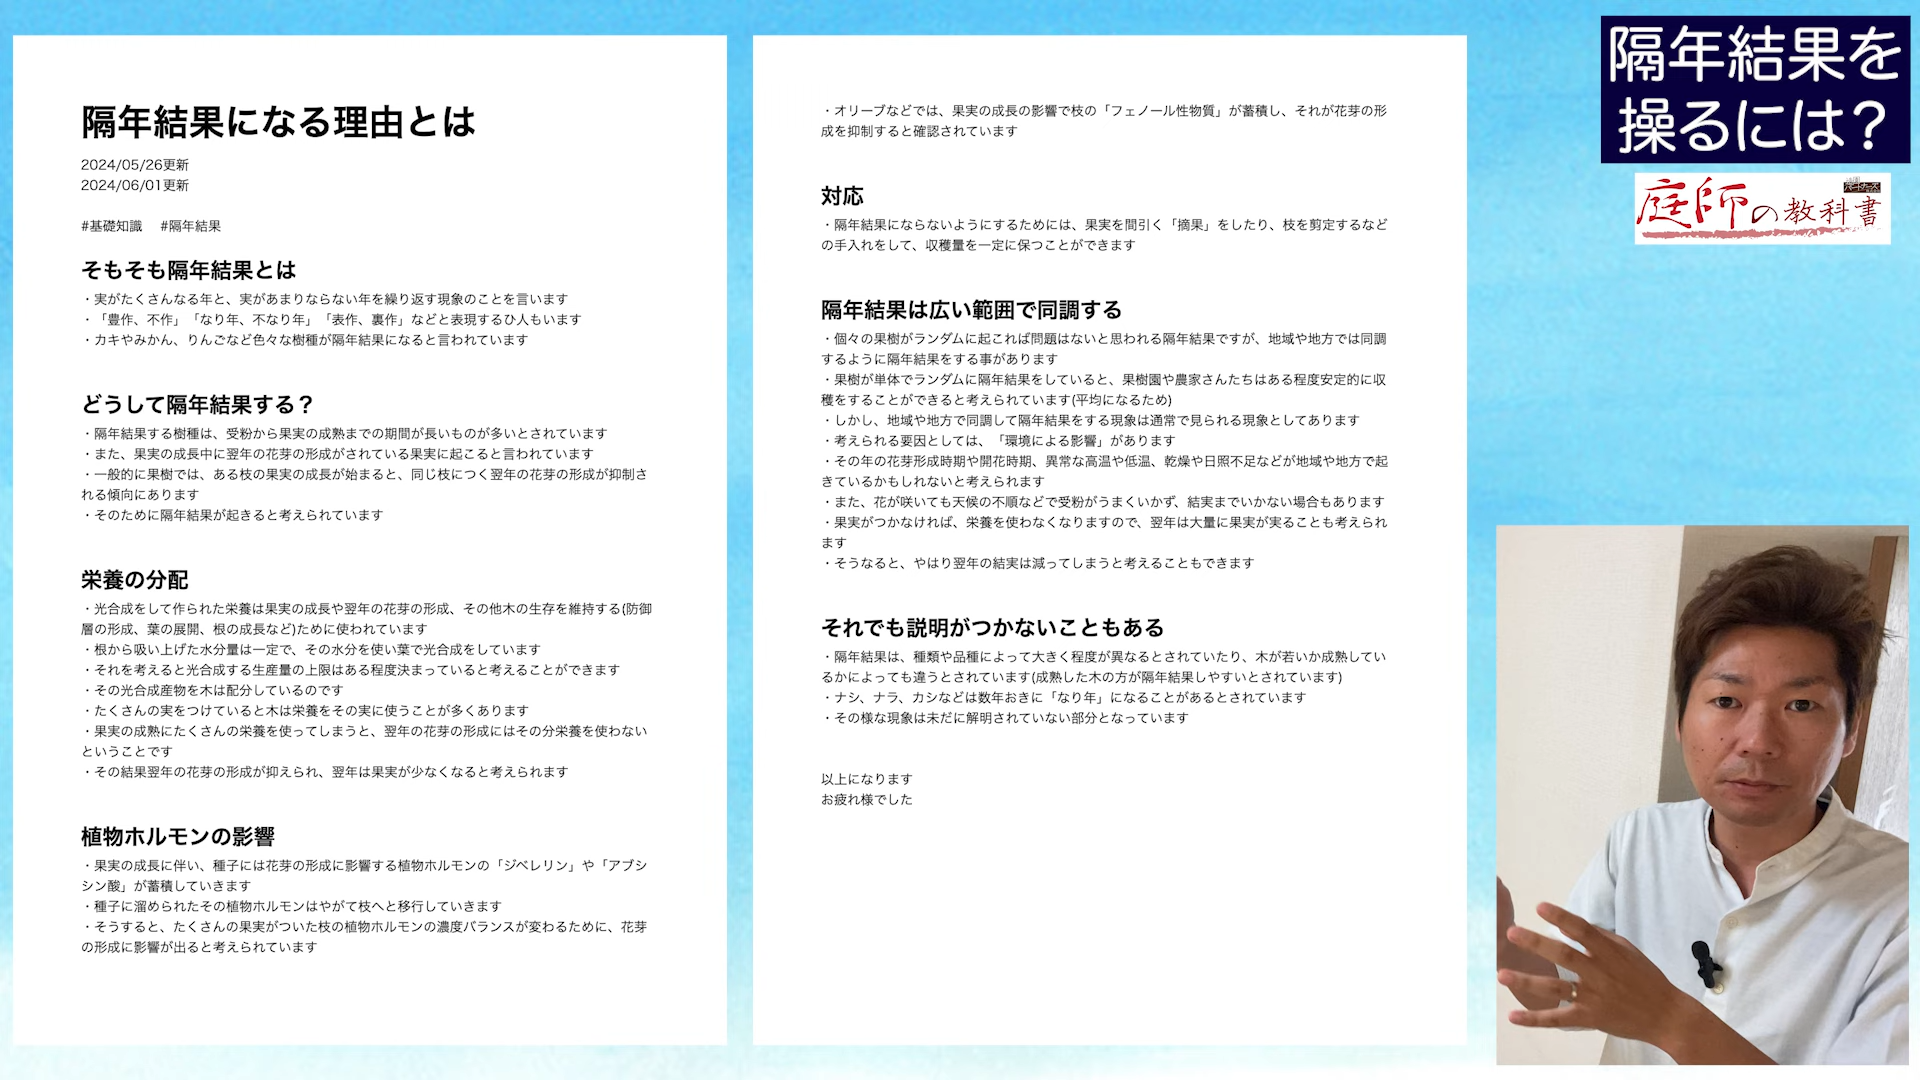 隔年結果になる理由とは
2024/05/26更新
2024/06/01更新
#基礎知識 #隔年結果
そもそも隔年結果とは
・実がたくさんなる年と、実があまりならない年を繰り返す現象のことを言います
・「豊作、不作」「なり年、不なり年」「表作、裏作」などと表現するひ人もいます
・カキやみかん、りんごなど色々な樹種が隔年結果になると言われています
どうして隔年結果する？
・隔年結果する樹種は、受粉から果実の成熟までの期間が長いものが多いとされています
・また、果実の成長中に翌年の花芽の形成がされている果実に起こると言われています
・一般的に果樹では、ある枝の果実の成長が始まると、同じ枝につく翌年の花芽の形成が抑制さ
れる傾向にあります
・そのために隔年結果が起きると考えられています
栄養の分配
・光合成をして作られた栄養は果実の成長や翌年の花芽の形成、その他木の生存を維持する(防御
層の形成、葉の展開、根の成長など)ために使われています
・根から吸い上げた水分量は一定で、その水分を使い葉で光合成をしています
・それを考えると光合成する生産量の上限はある程度決まっていると考えることができます
・その光合成産物を木は配分しているのです
・たくさんの実をつけていると木は栄養をその実に使うことが多くあります
・果実の成熟にたくさんの栄養を使ってしまうと、翌年の花芽の形成にはその分栄養を使わない
ということです
・その結果翌年の花芽の形成が抑えられ、翌年は果実が少なくなると考えられます
植物ホルモンの影響
・果実の成長に伴い、種子には花芽の形成に影響する植物ホルモンの「ジベレリン」や「アブシ
シン酸」が蓄積していきます
・種子に溜められたその植物ホルモンはやがて枝へと移行していきます
・そうすると、たくさんの果実がついた枝の植物ホルモンの濃度バランスが変わるために、花芽
の形成に影響が出ると考えられています
・オリーブなどでは、果実の成長の影響で枝の「フェノール性物質」が蓄積し、それが花芽の形
成を抑制すると確認されています
対応
・隔年結果にならないようにするためには、果実を間引く「摘果」をしたり、枝を剪定するなど
の手入れをして、収穫量を一定に保つことができます
隔年結果は広い範囲で同調する
・個々の果樹がランダムに起これば問題はないと思われる隔年結果ですが、地域や地方では同調
するように隔年結果をする事があります
・果樹が単体でランダムに隔年結果をしていると、果樹園や農家さんたちはある程度安定的に収
穫をすることができると考えられています(平均になるため)
・しかし、地域や地方で同調して隔年結果をする現象は通常で見られる現象としてあります
・考えられる要因としては、「環境による影響」があります
・その年の花芽形成時期や開花時期、異常な高温や低温、乾燥や日照不足などが地域や地方で起
きているかもしれないと考えられます
・また、花が咲いても天候の不順などで受粉がうまくいかず、結実までいかない場合もあります
・果実がつかなければ、栄養を使わなくなりますので、翌年は大量に果実が実ることも考えられ
ます
・そうなると、やはり翌年の結実は減ってしまうと考えることもできます
それでも説明がつかないこともある
・隔年結果は、種類や品種によって大きく程度が異なるとされていたり、木が若いか成熟してい
るかによっても違うとされています(成熟した木の方が隔年結果しやすいとされています)
・ナシ、ナラ、カシなどは数年おきに「なり年」になることがあるとされています
・その様な現象は未だに解明されていない部分となっています
以上になります
お疲れ様でした
隔年結果を
操るには？
庭師の教科書